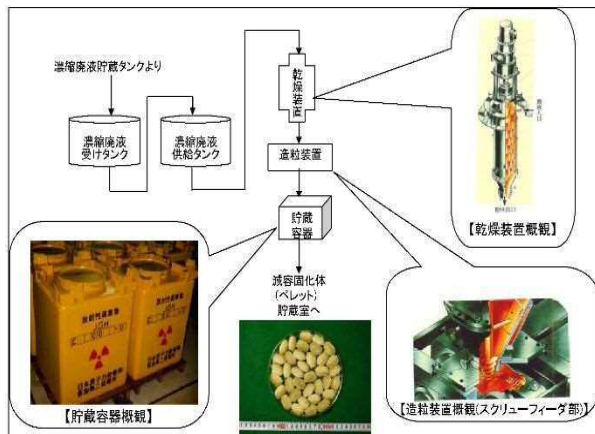 濃縮廃液貯蔵タンクより
濃縮廃液
受けタンク
濃縮廃液
供給タンク
乾燥装置
造粒装置
貯蔵
容器
減容固化体
(ペレット)
貯蔵室へ
【乾燥装置概観】
【貯蔵容器概観】
【造粒装置概観(スクリューフィーダ部)】